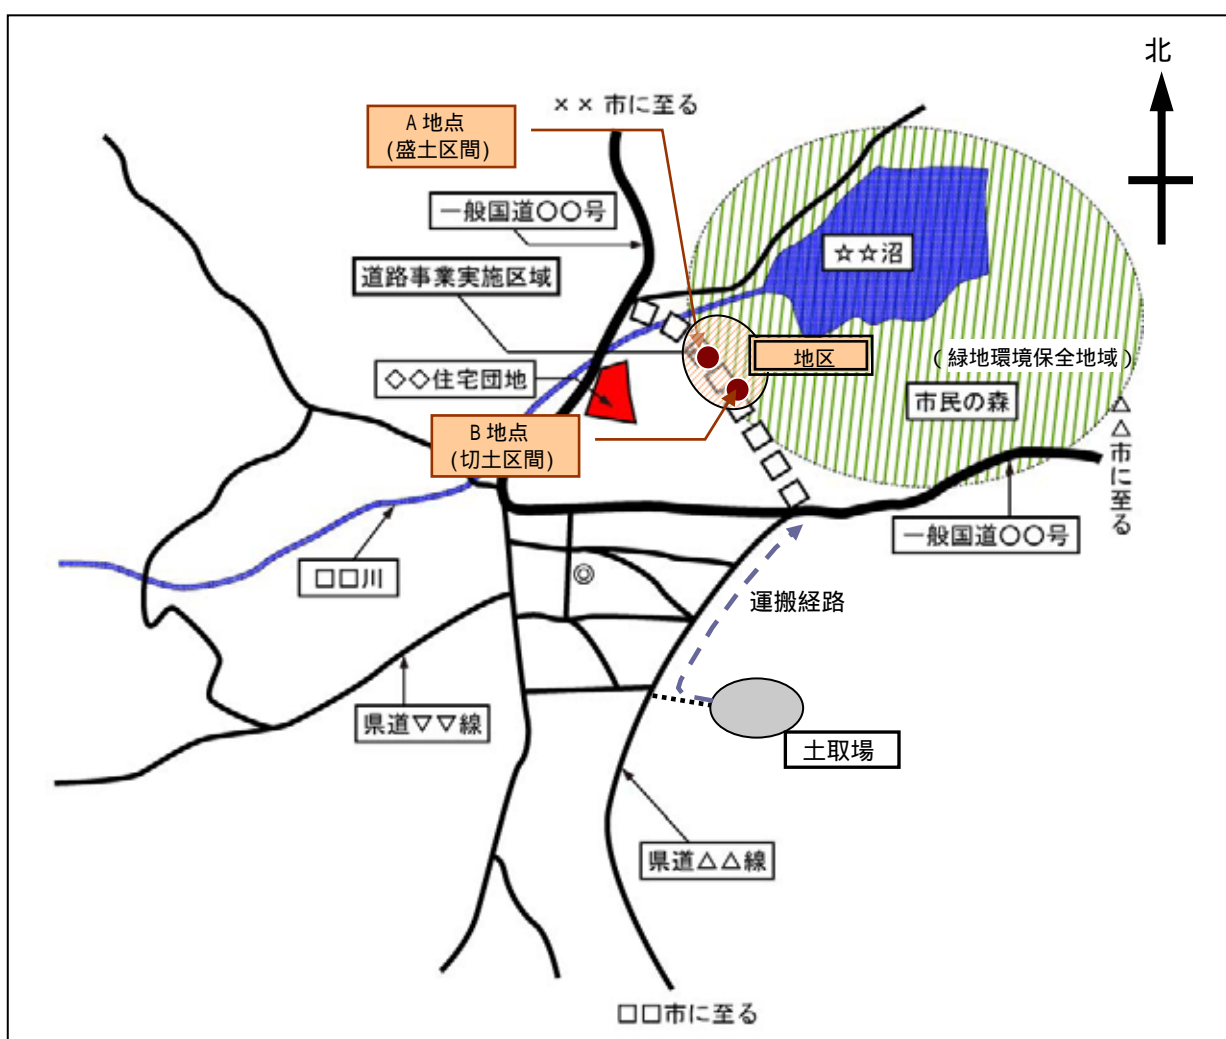 北
×× 市に至る
A 地点
(盛土区間)
一般国道〇〇号
☆☆沼
道路事業実施区域
地区
(緑地環境保全地域)
◇◇住宅団地
市民の森
B 地点
(切土区間)
△△市に至る
一般国道〇〇号
□□川
◎
運搬経路
県道▽▽線
土取場
県道△△線
□□市に至る